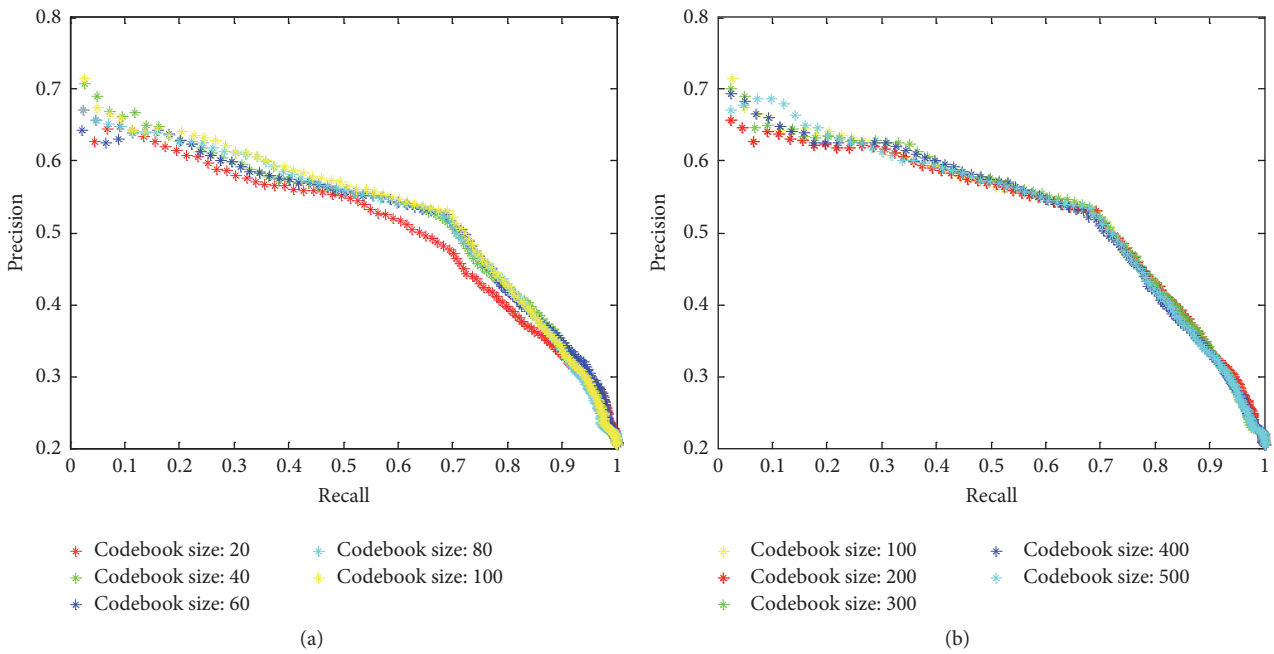 0.8
0.7
0.6
0.5
0.4
0.3
0.2
Precision
0 0.1 0.2 0.3 0.4 0.5 0.6 0.7 0.8 0.9 1
Recall
Codebook size: 20
Codebook size: 40
Codebook size: 60
Codebook size: 80
Codebook size: 100
(a)
0.8
0.7
0.6
0.5
0.4
0.3
0.2
Precision
0 0.1 0.2 0.3 0.4 0.5 0.6 0.7 0.8 0.9 1
Recall
Codebook size: 100
Codebook size: 200
Codebook size: 300
Codebook size: 400
Codebook size: 500
(b)